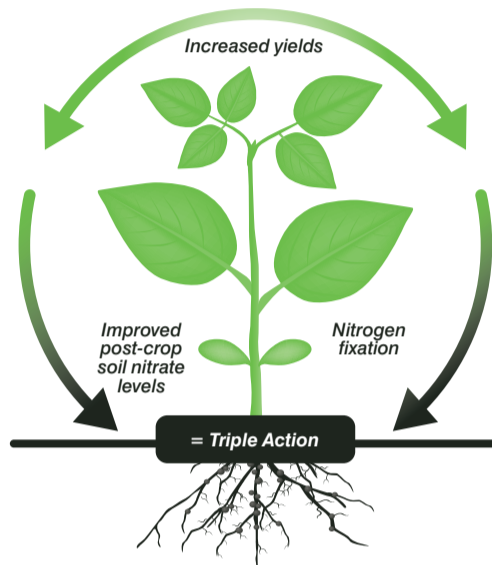 Increased yields
Improved
post-crop
soil nitrate
levels
Nitrogen
fixation
= Triple Action